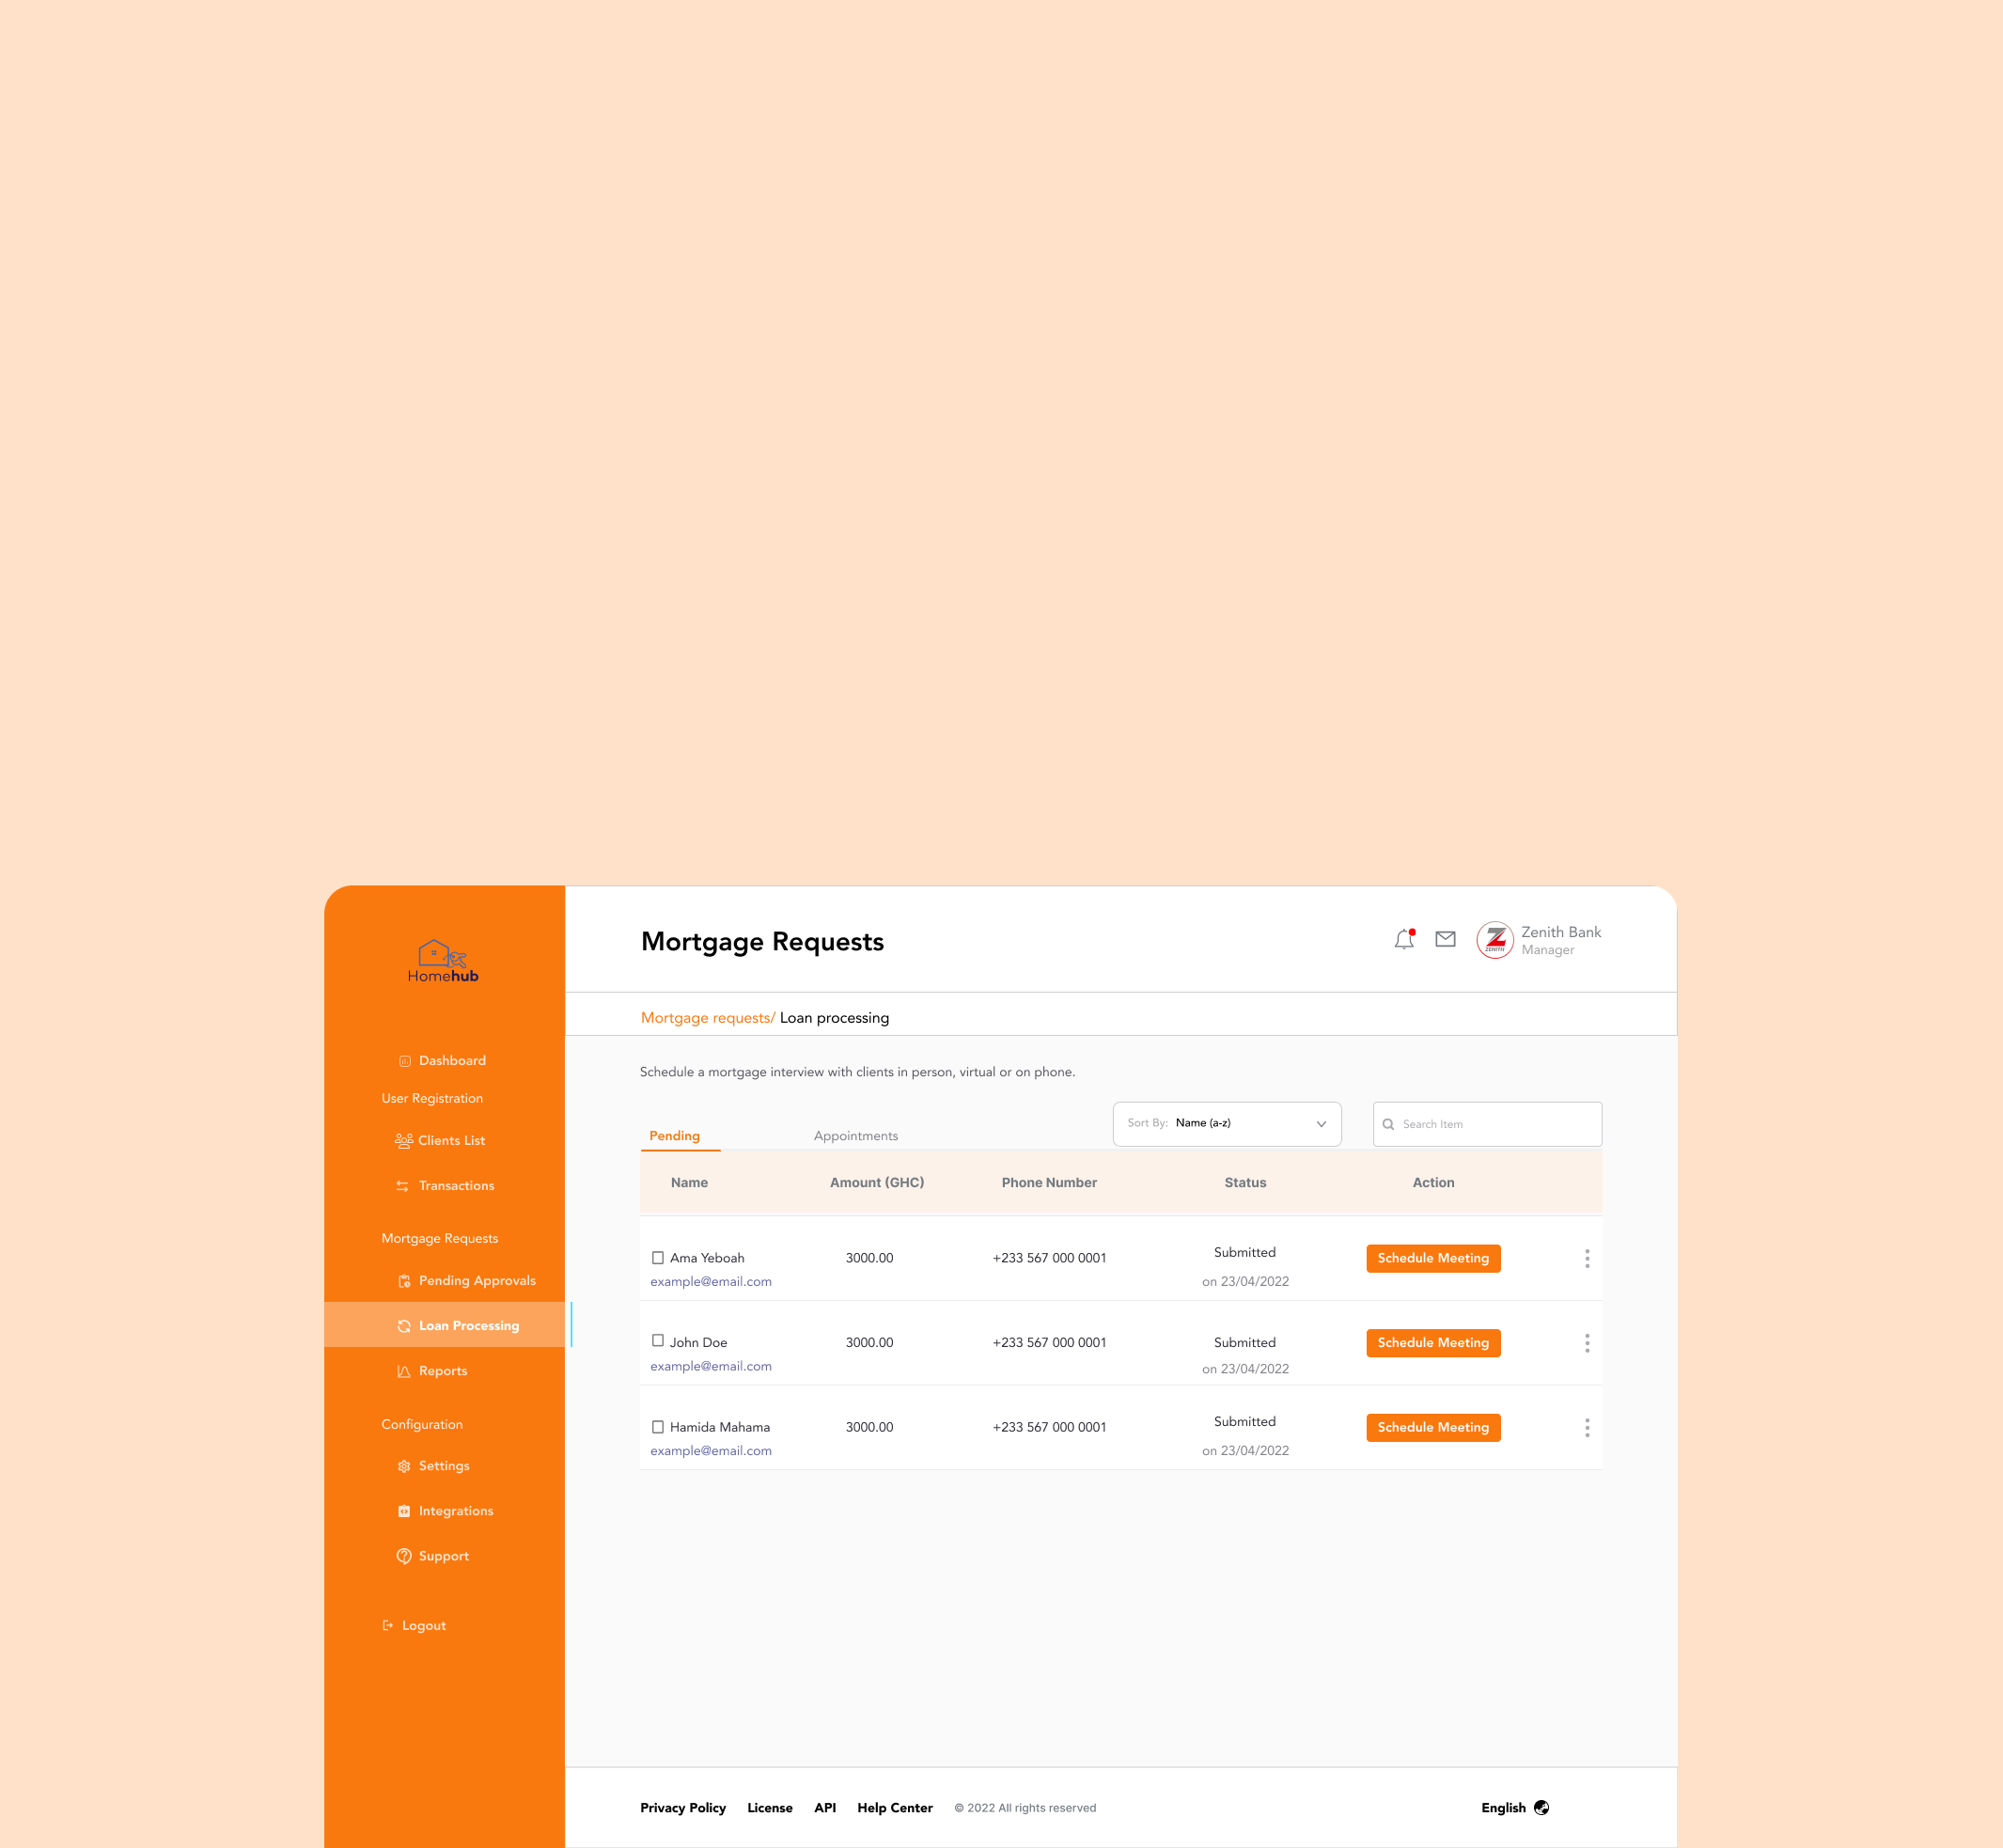 Homehub
Dashboard
User Registration
Clients List
Transactions
Mortgage Requests
Pending Approvals
Loan Processing
Reports
Configuration
Settings
Integrations
Support
Logout
Mortgage Requests
ZENITH
Zenith Bank
Manager
Mortgage requests/ Loan processing
Schedule a mortgage interview with clients in person, virtual or on phone.
Pending Appointments Sort By: Name (a-z) Search Item
Name Amount (GHC) Phone Number Status Action
Ama Yeboah 3000.00 +233 567 000 0001 Submitted Schedule Meeting
example@email.com on 23/04/2022
John Doe 3000.00 +233 567 000 0001 Submitted Schedule Meeting
example@email.com on 23/04/2022
Hamida Mahama 3000.00 +233 567 000 0001 Submitted Schedule Meeting
example@email.com on 23/04/2022
Privacy Policy License API Help Center © 2022 All rights reserved English